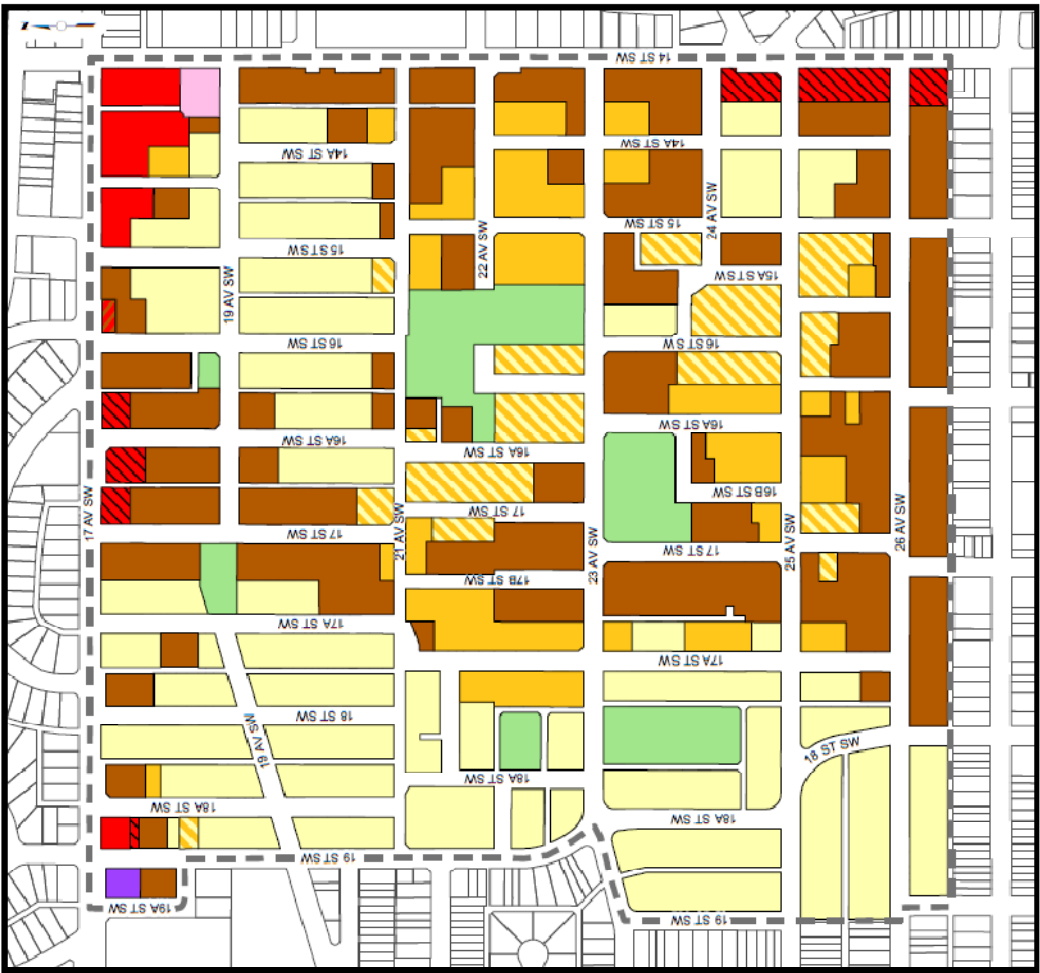 14 ST SW
14A ST SW
14A ST SW
15 ST SW
24 AV SW
22 AV SW
15 ST SW
19 AV SW
15A ST SW
16 ST SW
16 ST SW
16A ST SW
16A ST SW
16A ST SW
16B ST SW
17 AV SW
17 ST SW
21 AV SW
17 ST SW
23 AV SW
17 ST SW
25 AV SW
26 AV SW
17B ST SW
17A ST SW
17A ST SW
18 ST SW
19 AV SW
18 ST SW
18A ST SW
18A ST SW
18A ST SW
19 ST SW
19A ST SW
19 ST SW